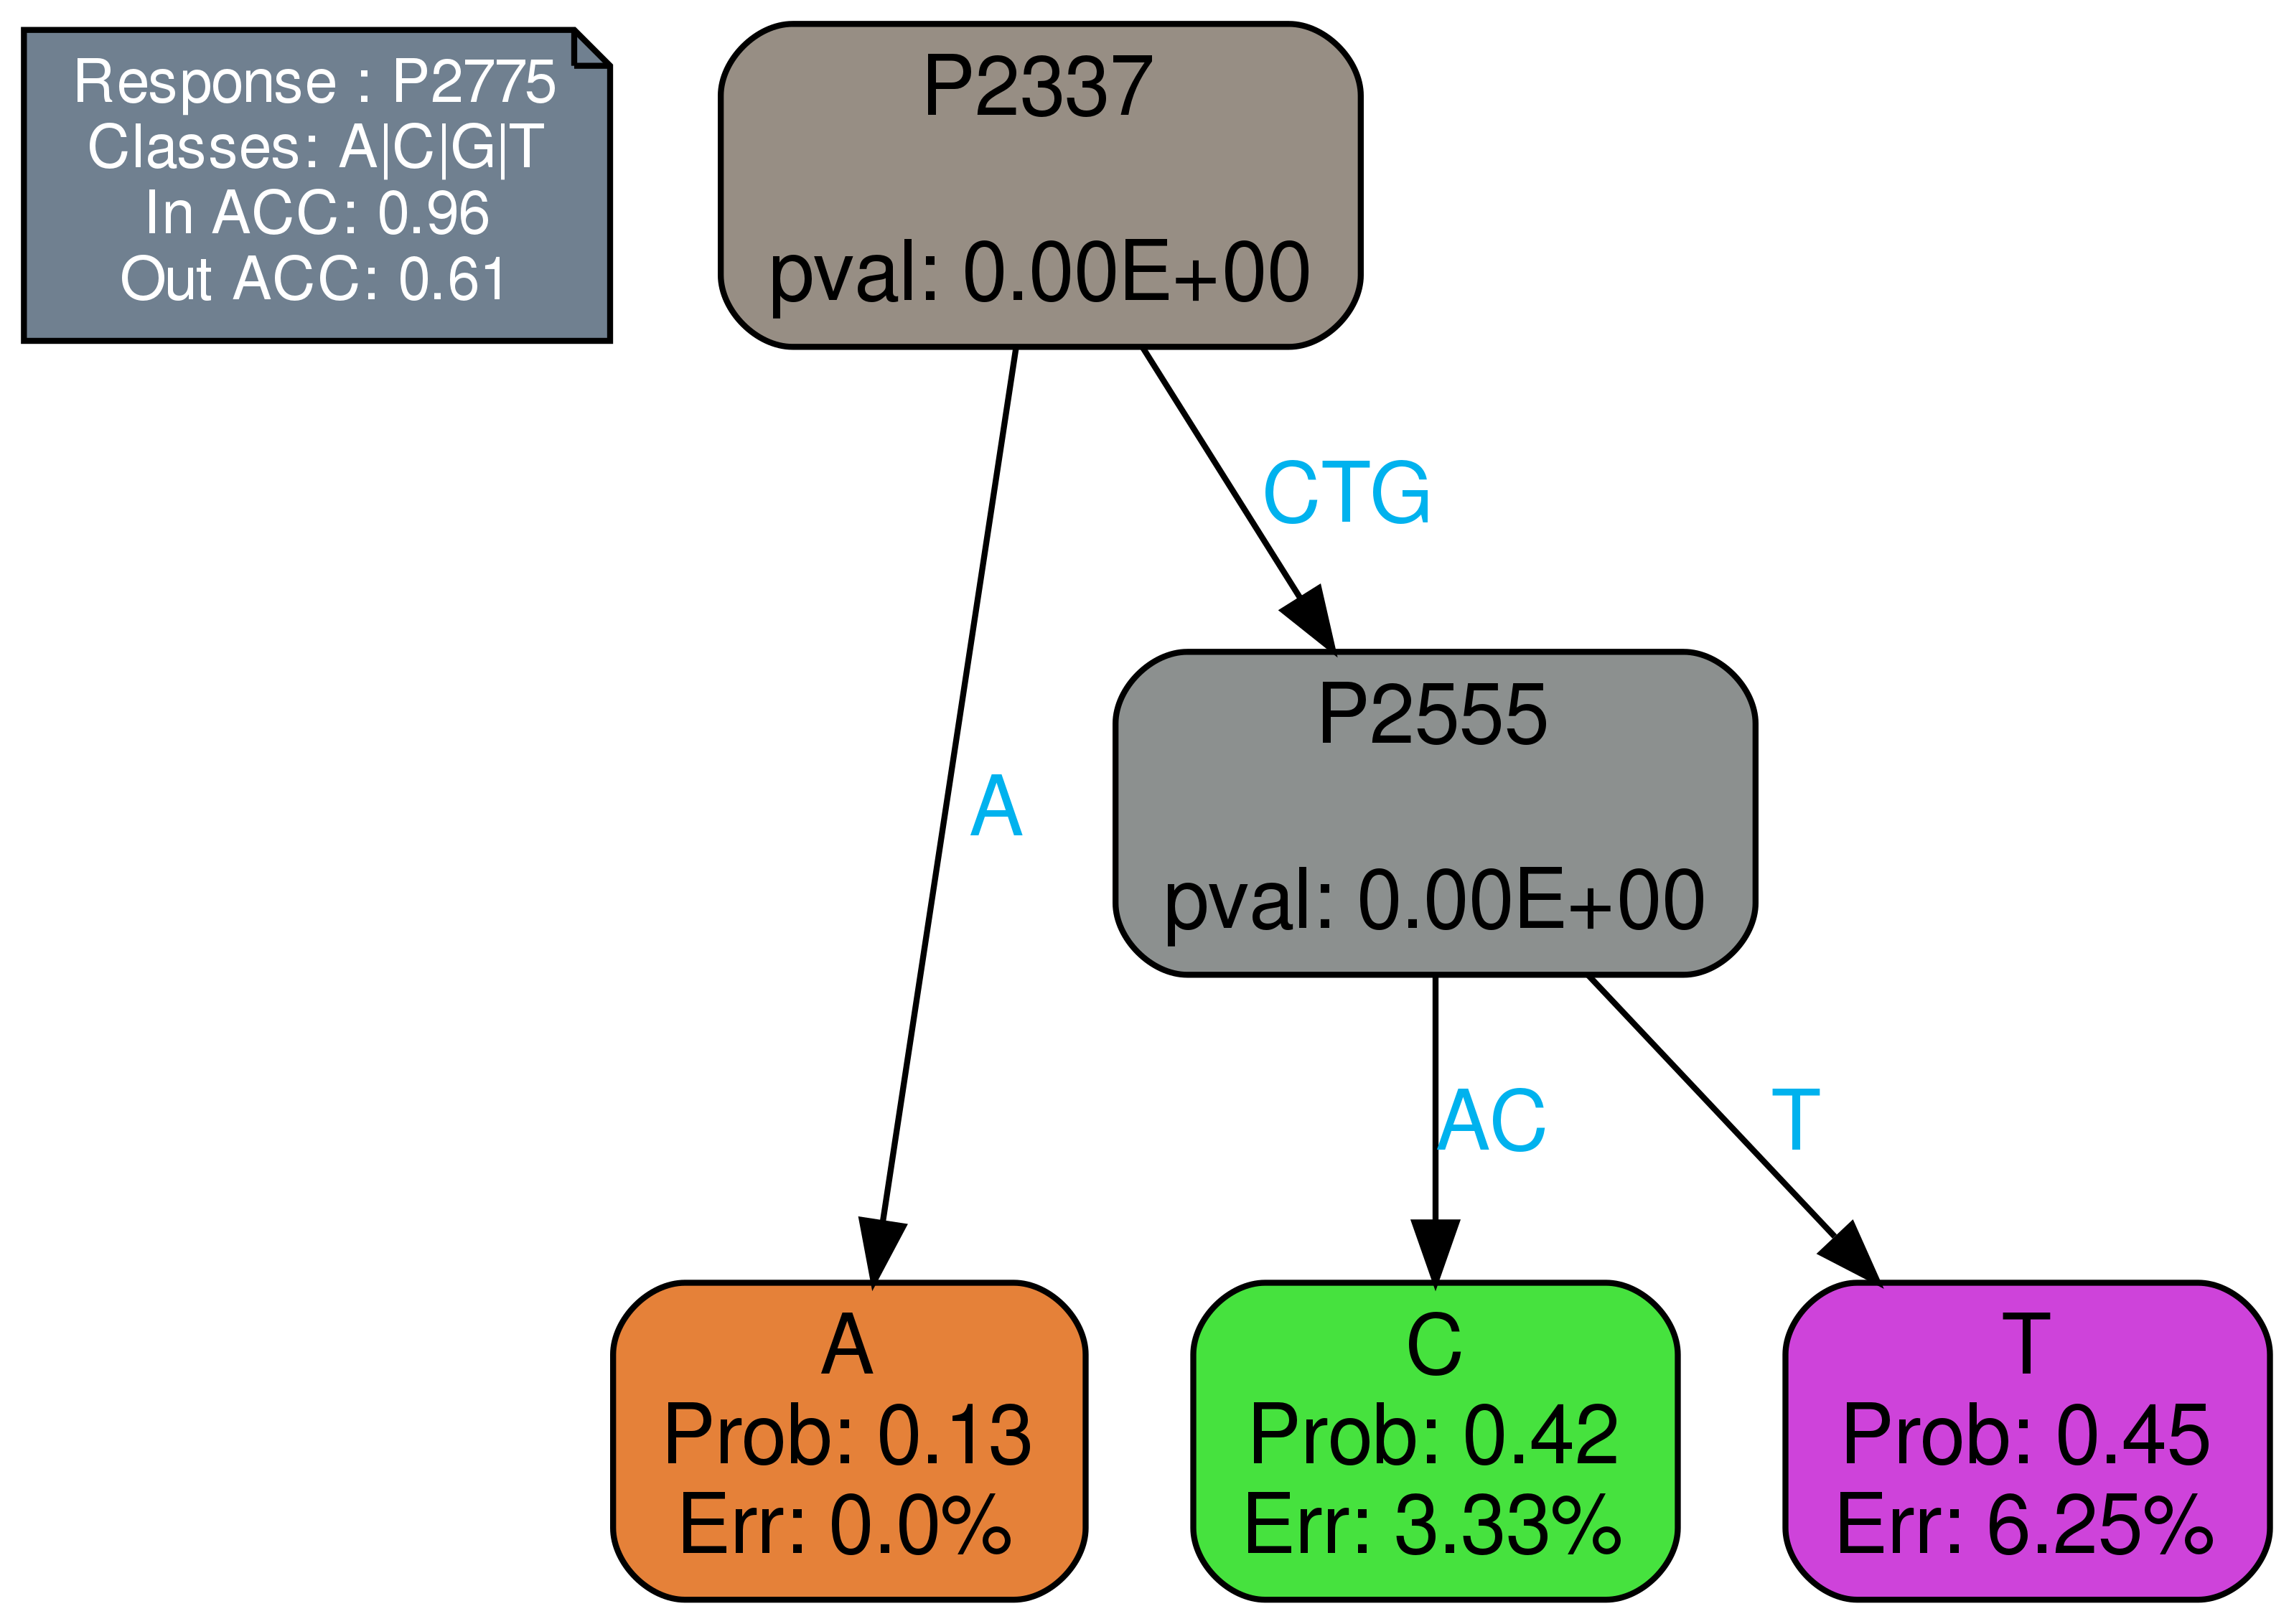 Response : P2775
Classes: A|C|G|T
In ACC: 0.96
Out ACC: 0.61
P2337
pval: 0.00E+00
CTG
A
P2555
pval: 0.00E+00
AC
T
A
Prob: 0.13
Err: 0.0%
C
Prob: 0.42
Err: 3.33%
T
Prob: 0.45
Err: 6.25%